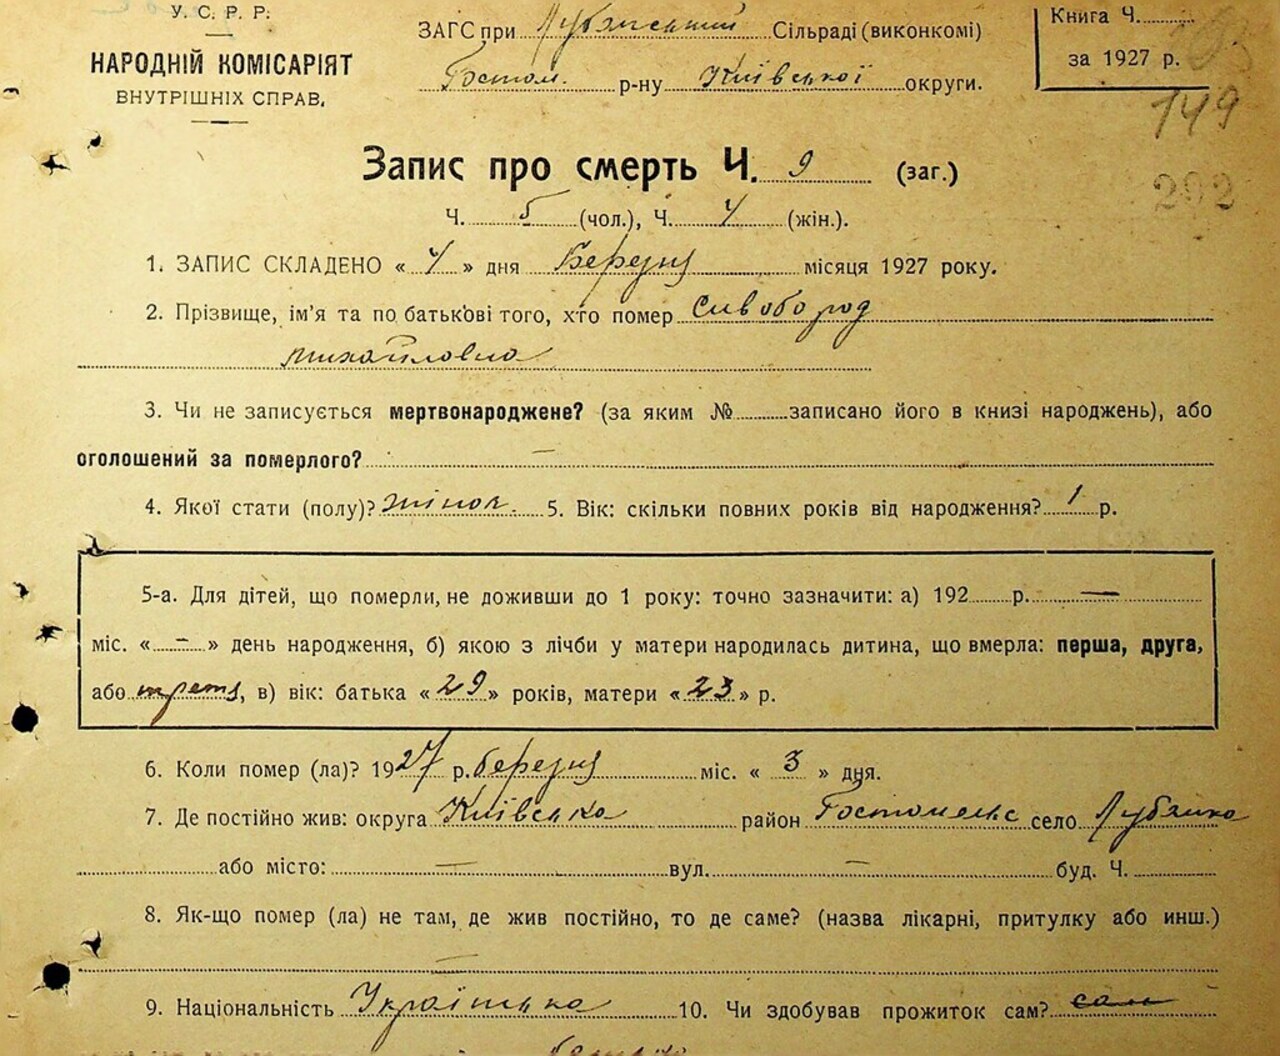 У. С. Р. Р.
НАРОДНІЙ КОМІСАРІЯТ
ВНУТРІШНІХ СПРАВ.
ЗАГС при Лубянський Сільраді (виконкомі)
Гостом. р-ну Київської округи.
Книга Ч.
за 1927 р.
149
202
Запис про смерть Ч. 9 (заг.)
Ч. 5 (чол.), Ч. 4 (жін.).
1. ЗАПИС СКЛАДЕНО « 4 » дня Березня місяця 1927 року.
2. Прізвище, ім'я та по батькові того, хто помер Сивобород
михайловна
3. Чи не записується мертвонароджене? (за яким № записано його в книзі народжень), або
оголошений за померлого? —
4. Якої стати (полу)? жіноч. 5. Вік: скільки повних років від народження? 1 р.
5-а. Для дітей, що померли, не доживши до 1 року: точно зазначити: а) 192 р. —
міс. « — » день народження, б) якою з лічби у матери народилась дитина, що вмерла: перша, друга,
або третя, в) вік: батька « 29 » років, матери « 23 » р.
6. Коли помер (ла)? 1927 р. березня міс. « 3 » дня.
7. Де постійно жив: округа Київська район Гостомельс село Лубянка
або місто: — вул. — буд. Ч.
8. Як-що помер (ла) не там, де жив постійно, то де саме? (назва лікарні, притулку або инш.)
—
9. Національність Українька 10. Чи здобував прожиток сам?